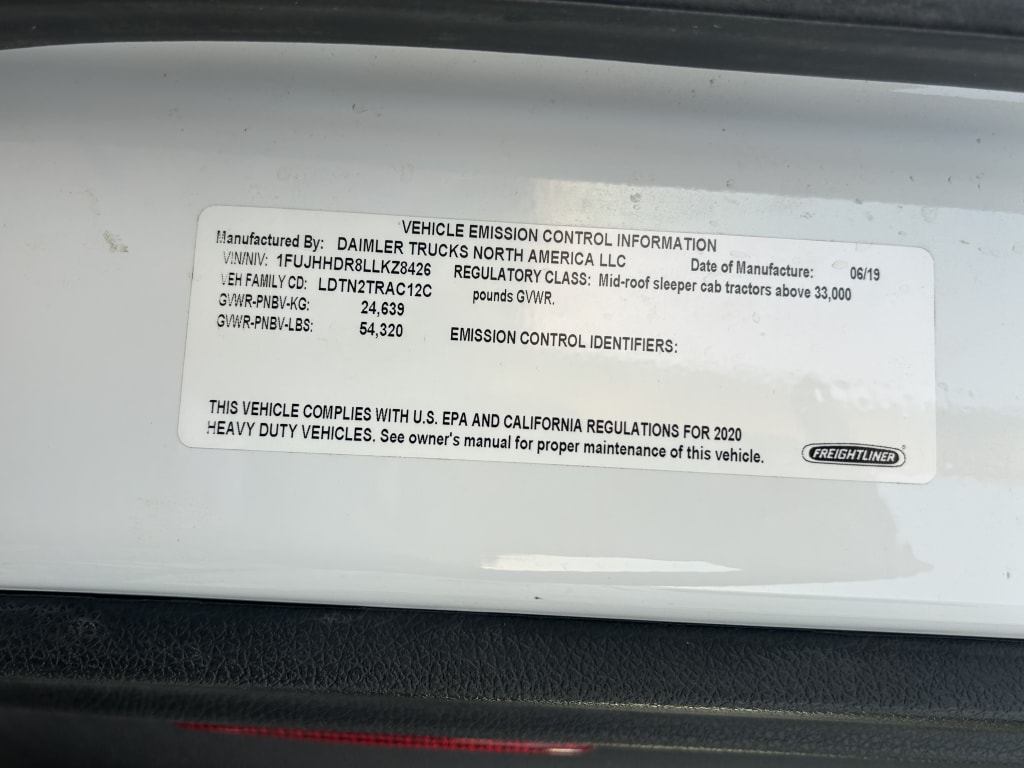 VEHICLE EMISSION CONTROL INFORMATION
Manufactured By: DAIMLER TRUCKS NORTH AMERICA LLC Date of Manufacture: 06/19
VIN/NIV: 1FUJHHDR8LLKZ8426 REGULATORY CLASS: Mid-roof sleeper cab tractors above 33,000
VEH FAMILY CD: LDTN2TRAC12C pounds GVWR.
GVWR-PNBV-KG: 24,639
GVWR-PNBV-LBS: 54,320 EMISSION CONTROL IDENTIFIERS:
THIS VEHICLE COMPLIES WITH U.S. EPA AND CALIFORNIA REGULATIONS FOR 2020
HEAVY DUTY VEHICLES. See owner's manual for proper maintenance of this vehicle.
FREIGHTLINER®